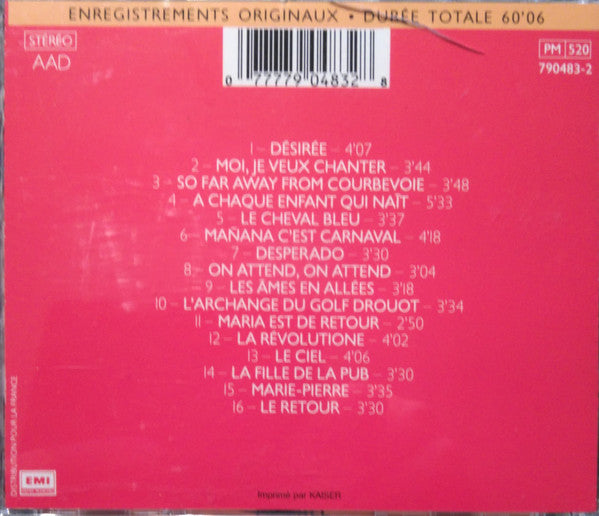 ENREGISTREMENTS ORIGINAUX • DURÉE TOTALE 60'06
STÉRÉO
AAD
0 77779 04832 8
PM 520
790483-2
1 – DÉSIRÉE – 4'07
2 – MOI, JE VEUX CHANTER – 3'44
3 – SO FAR AWAY FROM COURBEVOIE – 3'48
4 – A CHAQUE ENFANT QUI NAÎT – 5'33
5 – LE CHEVAL BLEU – 3'37
6 – MAÑANA C'EST CARNAVAL – 4'18
7 – DESPERADO – 3'30
8 – ON ATTEND, ON ATTEND – 3'04
9 – LES ÂMES EN ALLÉES – 3'18
10 – L'ARCHANGE DU GOLF DROUOT – 3'34
11 – MARIA EST DE RETOUR – 2'50
12 – LA RÉVOLUTIONE – 4'02
13 – LE CIEL – 4'06
14 – LA FILLE DE LA PUB – 3'30
15 – MARIE-PIERRE – 3'35
16 – LE RETOUR – 3'30
DISTRIBUTION POUR LA FRANCE
EMI
Imprimé par KAISER